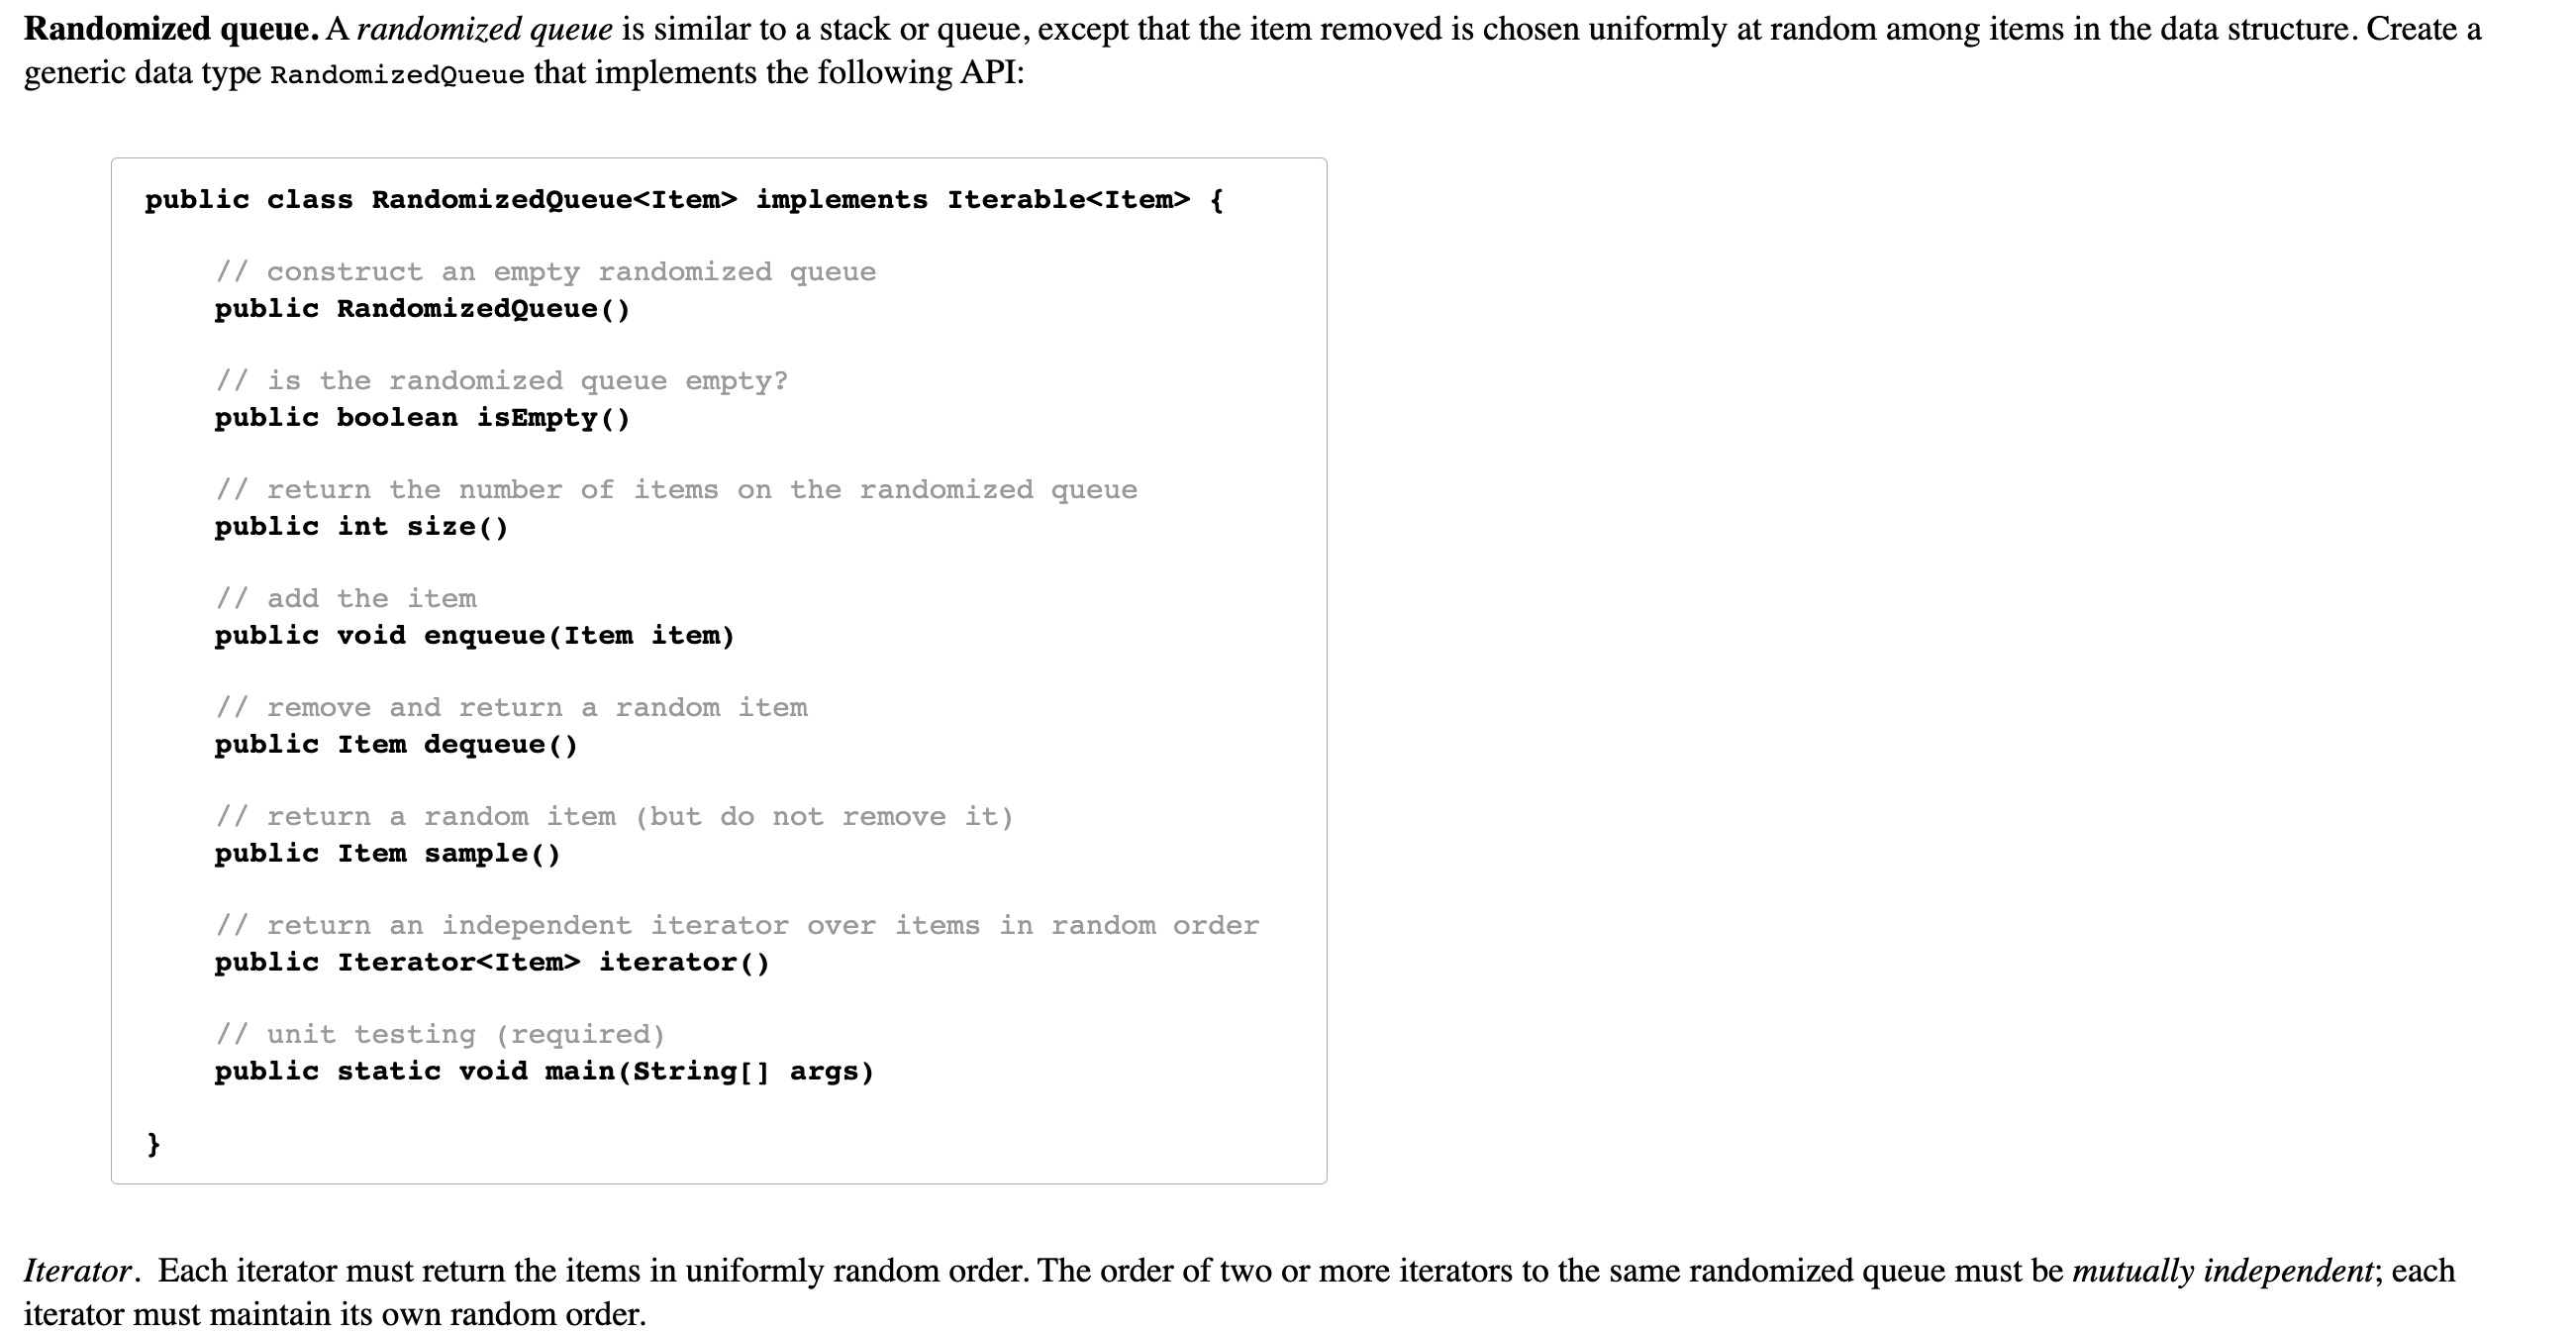 Randomized queue. A randomized queue is similar to a stack or queue, except that the item removed is chosen uniformly at random among items in the data structure. Create a
generic data type RandomizedQueue that implements the following API:
public class RandomizedQueue<Item> implements Iterable<Item> {
// construct an empty randomized queue
public RandomizedQueue()
// is the randomized queue empty?
public boolean isEmpty()
// return the number of items on the randomized queue
public int size()
// add the item
public void enqueue(Item item)
// remove and return a random item
public Item dequeue()
// return a random item (but do not remove it)
public Item sample()
// return an independent iterator over items in random order
public Iterator<Item> iterator()
// unit testing (required)
public static void main(String[] args)
}
Iterator. Each iterator must return the items in uniformly random order. The order of two or more iterators to the same randomized queue must be mutually independent; each
iterator must maintain its own random order.